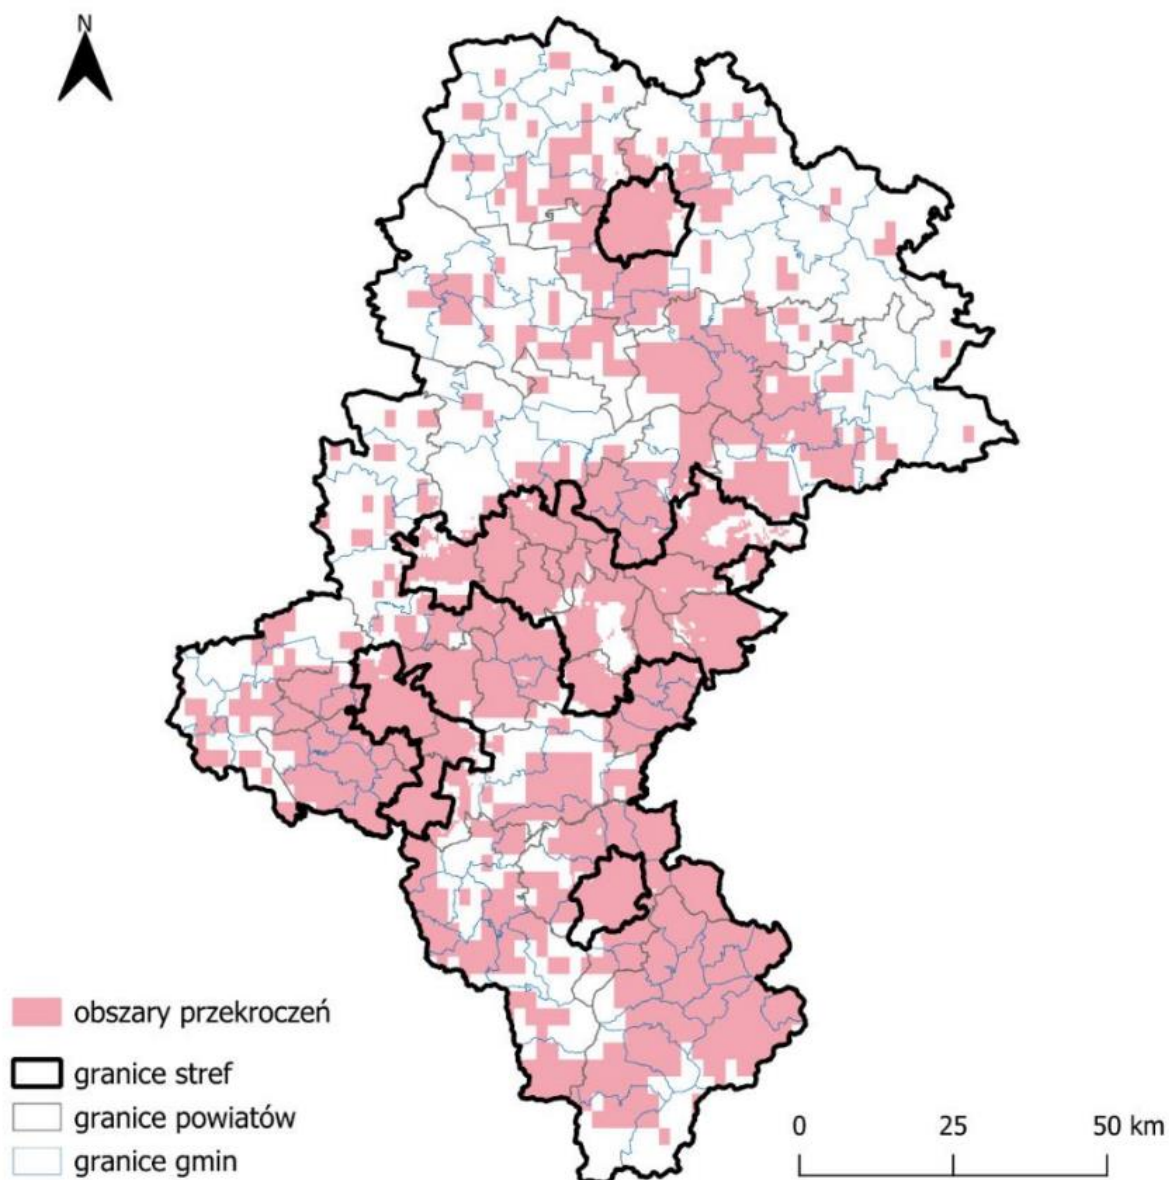 N
obszary przekroczeń
granice stref
granice powiatów
granice gmin
0 25 50 km